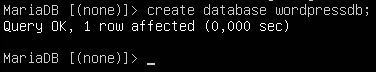 MariaDB [(none)]> create database wordpressdb;
Query OK, 1 row affected (0,000 sec)
MariaDB [(none)]> _